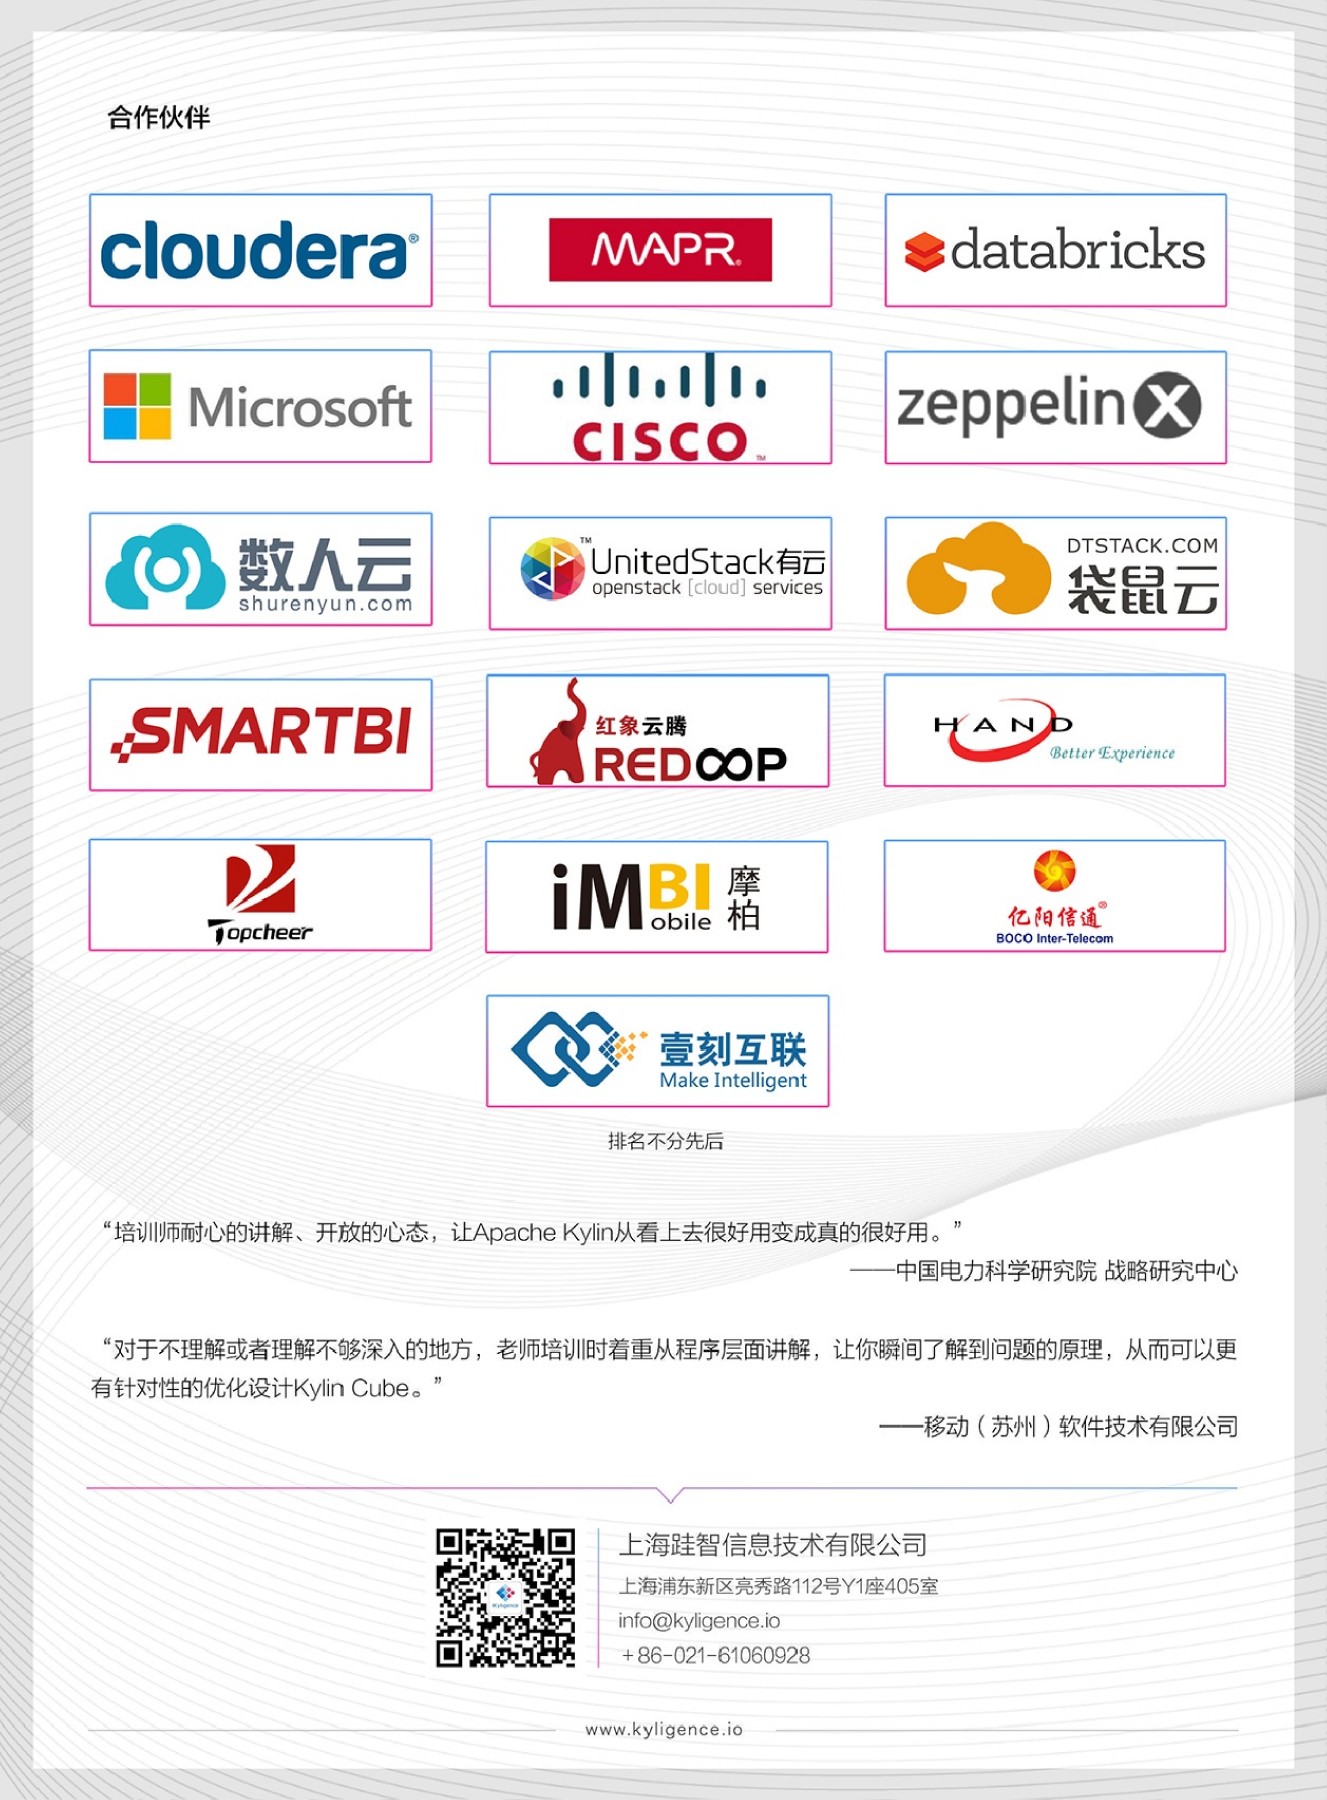 合作伙伴
cloudera®
MAPR®
databricks
Microsoft
CISCO™
zeppelin X
数人云
shurenyun.com
™UnitedStack有云
openstack [cloud] services
DTSTACK.COM
袋鼠云
SMARTBI
红象云腾
REDOOP
HAND
Better Experience
Topcheer
iMBI
obile
摩柏
亿阳信通®
BOCO Inter-Telecom
壹刻互联
Make Intelligent
排名不分先后
“培训师耐心的讲解、开放的心态，让Apache Kylin从看上去很好用变成真的很好用。”
——中国电力科学研究院 战略研究中心
“对于不理解或者理解不够深入的地方，老师培训时着重从程序层面讲解，让你瞬间了解到问题的原理，从而可以更
有针对性的优化设计Kylin Cube。”
——移动（苏州）软件技术有限公司
Kyligence
上海跬智信息技术有限公司
上海浦东新区亮秀路112号Y1座405室
info@kyligence.io
+86-021-61060928
www.kyligence.io